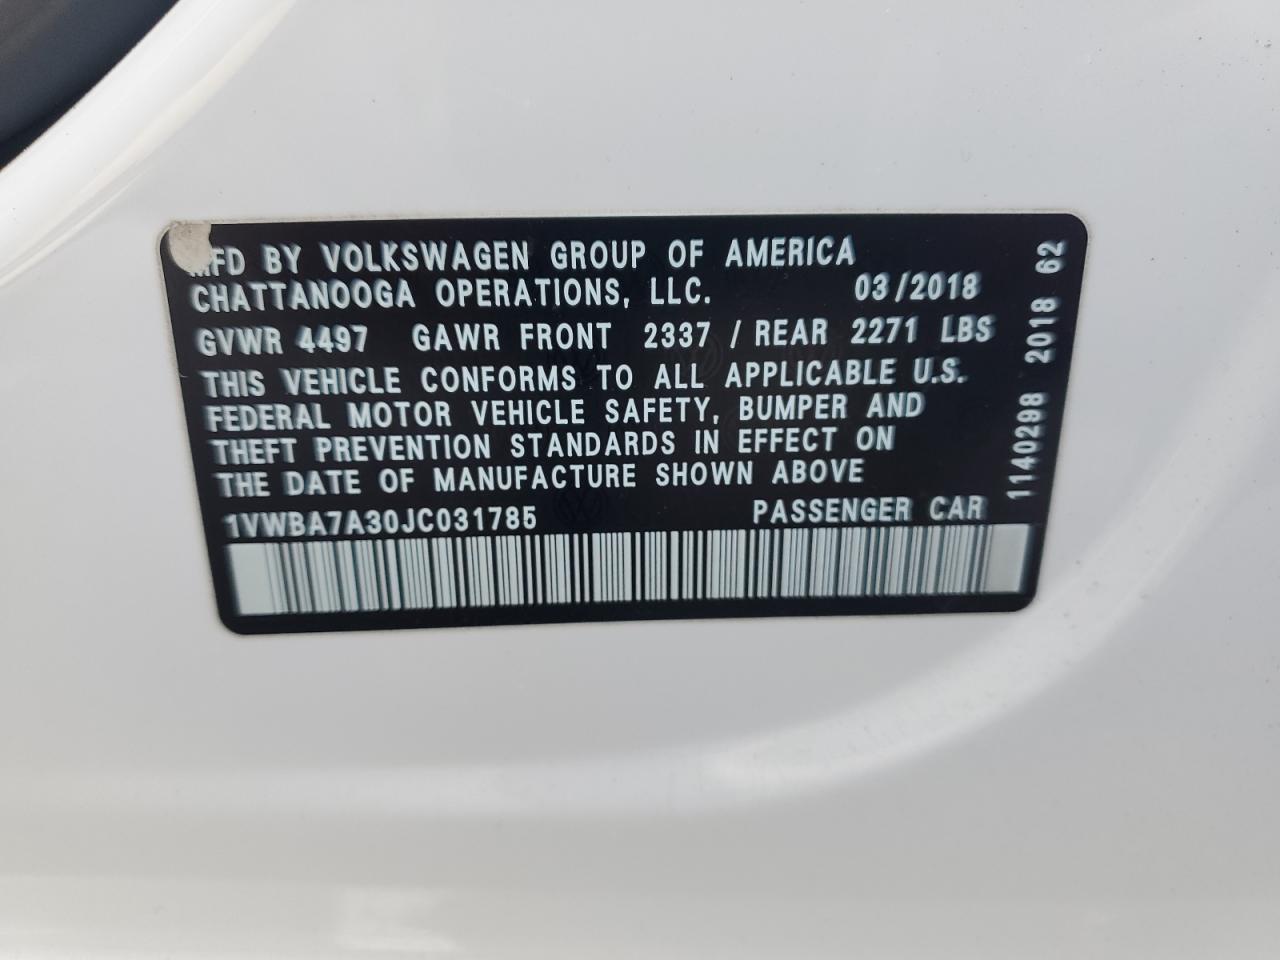 MFD BY VOLKSWAGEN GROUP OF AMERICA
CHATTANOOGA OPERATIONS, LLC. 03/2018
GVWR 4497 GAWR FRONT 2337 / REAR 2271 LBS
THIS VEHICLE CONFORMS TO ALL APPLICABLE U.S.
FEDERAL MOTOR VEHICLE SAFETY, BUMPER AND
THEFT PREVENTION STANDARDS IN EFFECT ON
THE DATE OF MANUFACTURE SHOWN ABOVE
1VWBA7A30JC031785 PASSENGER CAR
1140298 2018 62